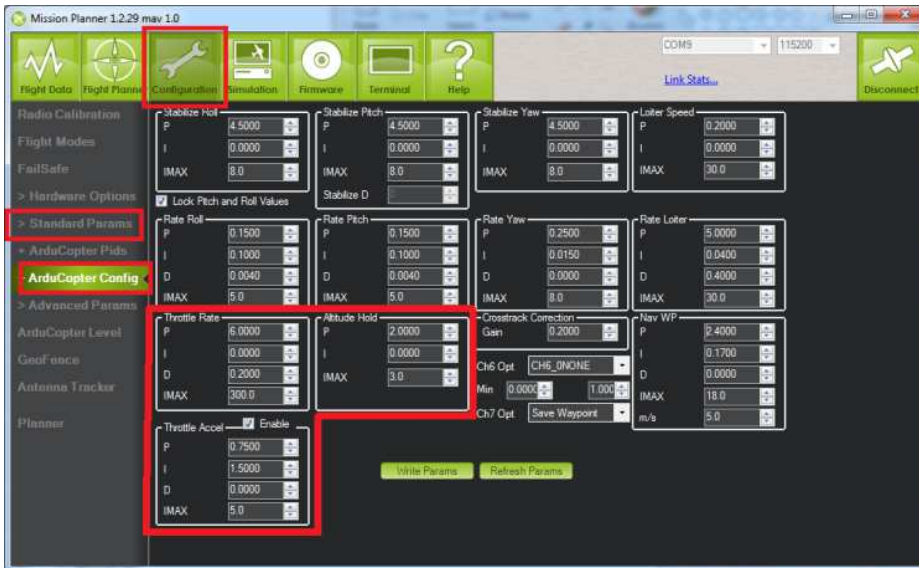 Mission Planner 1.2.29 mav 1.0
COM9 115200
Link Stats...
Flight Data Flight Planner Configuration Simulation Firmware Terminal Help Disconnect
Radio Calibration
Flight Modes
FailSafe
> Hardware Options
> Standard Params
+ ArduCopter Pids
ArduCopter Config
> Advanced Params
ArduCopter Level
GeoFence
Antenna Tracker
Planner
Stabilize Roll
P 4.5000
I 0.0000
IMAX 8.0
Lock Pitch and Roll Values
Stabilize Pitch
P 4.5000
I 0.0000
IMAX 8.0
Stabilize D
Stabilize Yaw
P 4.5000
I 0.0000
IMAX 8.0
Loiter Speed
P 0.2000
I 0.0000
IMAX 30.0
Rate Roll
P 0.1500
I 0.1000
D 0.0040
IMAX 5.0
Rate Pitch
P 0.1500
I 0.1000
D 0.0040
IMAX 5.0
Rate Yaw
P 0.2500
I 0.0150
D 0.0000
IMAX 8.0
Rate Loiter
P 5.0000
I 0.0400
D 0.4000
IMAX 30.0
Throttle Rate
P 6.0000
I 0.0000
D 0.2000
IMAX 300.0
Altitude Hold
P 2.0000
I 0.0000
IMAX 3.0
Crosstrack Correction
Gain 0.2000
Ch6 Opt CH6_0NONE
Min 0.000 1.000
Ch7 Opt Save Waypoint
Nav WP
P 2.4000
I 0.1700
D 0.0000
IMAX 18.0
m/s 5.0
Throttle Accel Enable
P 0.7500
I 1.5000
D 0.0000
IMAX 5.0
Write Params Refresh Params